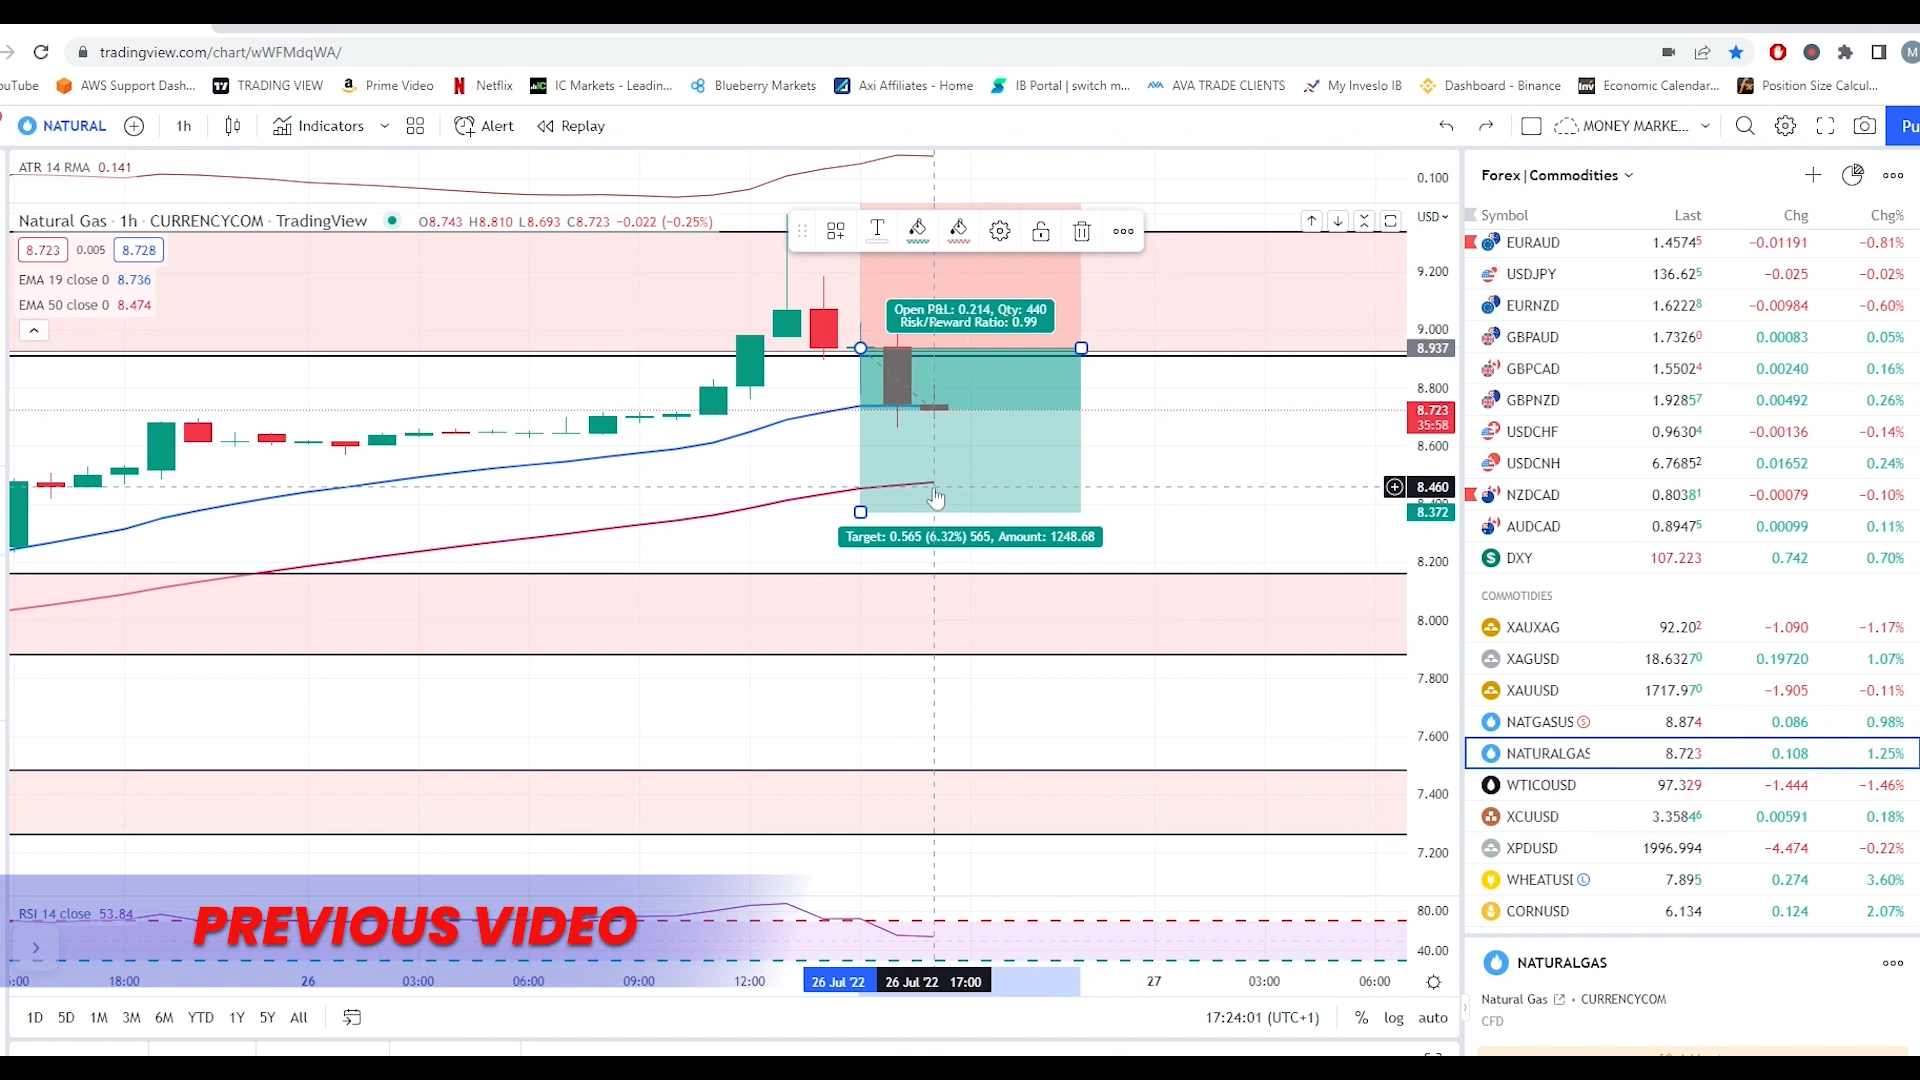 tradingview.com/chart/wWFMdqWA/
M
ouTube
AWS Support Dash...
TRADING VIEW
Prime Video
Netflix
IC Markets - Leadin...
Blueberry Markets
Axi Affiliates - Home
IB Portal | switch m...
AVA TRADE CLIENTS
My Inveslo IB
Dashboard - Binance
Economic Calendar...
Position Size Calcul...
NATURAL
1h
Indicators
Alert
Replay
MONEY MARKE...
Pu
ATR 14 RMA 0.141
0.100
Natural Gas · 1h · CURRENCYCOM · TradingView
O8.743 H8.810 L8.693 C8.723 −0.022 (−0.25%)
USD
8.723 0.005 8.728
EMA 19 close 0 8.736
EMA 50 close 0 8.474
Open P&L: 0.214, Qty: 440
Risk/Reward Ratio: 0.99
Target: 0.565 (6.32%) 565, Amount: 1248.68
9.200
9.000
8.937
8.800
8.723
35:58
8.600
8.460
8.372
8.200
8.000
7.800
7.600
7.400
7.200
RSI 14 close 53.84
80.00
40.00
PREVIOUS VIDEO
:00
18:00
26
03:00
06:00
09:00
12:00
26 Jul '22
26 Jul '22 17:00
27
03:00
06:00
1D 5D 1M 3M 6M YTD 1Y 5Y All
17:24:01 (UTC+1)
% log auto
Forex|Commodities
Symbol Last Chg Chg%
EURAUD 1.45745 −0.01191 −0.81%
USDJPY 136.625 −0.025 −0.02%
EURNZD 1.62228 −0.00984 −0.60%
GBPAUD 1.73260 0.00083 0.05%
GBPCAD 1.55024 0.00240 0.16%
GBPNZD 1.92857 0.00492 0.26%
USDCHF 0.96304 −0.00136 −0.14%
USDCNH 6.76852 0.01652 0.24%
NZDCAD 0.80381 −0.00079 −0.10%
AUDCAD 0.89475 0.00099 0.11%
DXY 107.223 0.742 0.70%
COMMOTIDIES
XAUXAG 92.202 −1.090 −1.17%
XAGUSD 18.63270 0.19720 1.07%
XAUUSD 1717.970 −1.905 −0.11%
NATGASUS S 8.874 0.086 0.98%
NATURALGAS 8.723 0.108 1.25%
WTICOUSD 97.329 −1.444 −1.46%
XCUUSD 3.35846 0.00591 0.18%
XPDUSD 1996.994 −4.474 −0.22%
WHEATUSI L 7.895 0.274 3.60%
CORNUSD 6.134 0.124 2.07%
NATURALGAS
Natural Gas • CURRENCYCOM
CFD